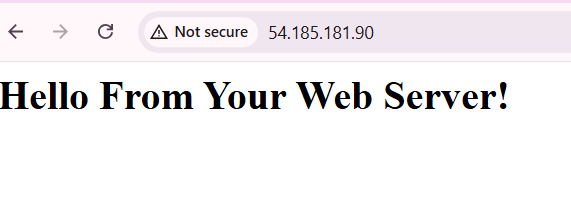 Not secure 54.185.181.90
Hello From Your Web Server!